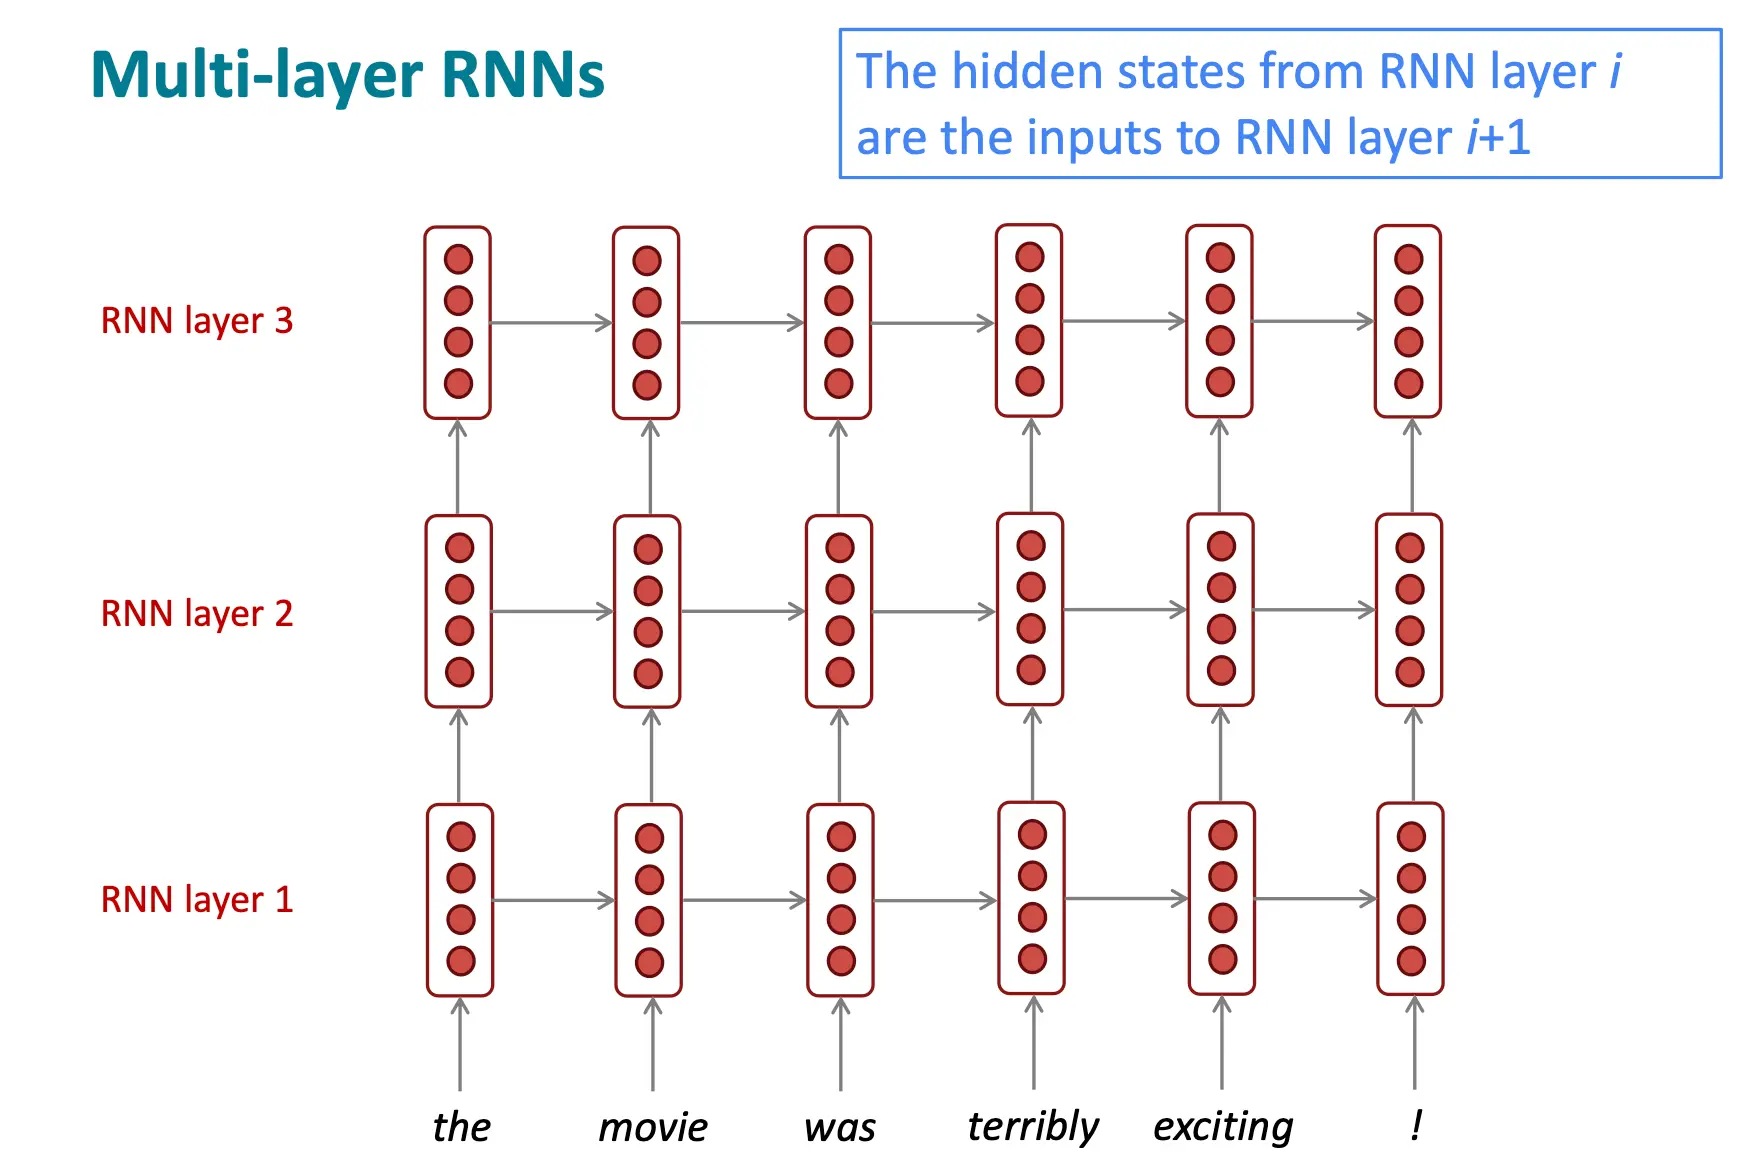 Multi-layer RNNs
The hidden states from RNN layer i
are the inputs to RNN layer i+1
RNN layer 3
RNN layer 2
RNN layer 1
the movie was terribly exciting !